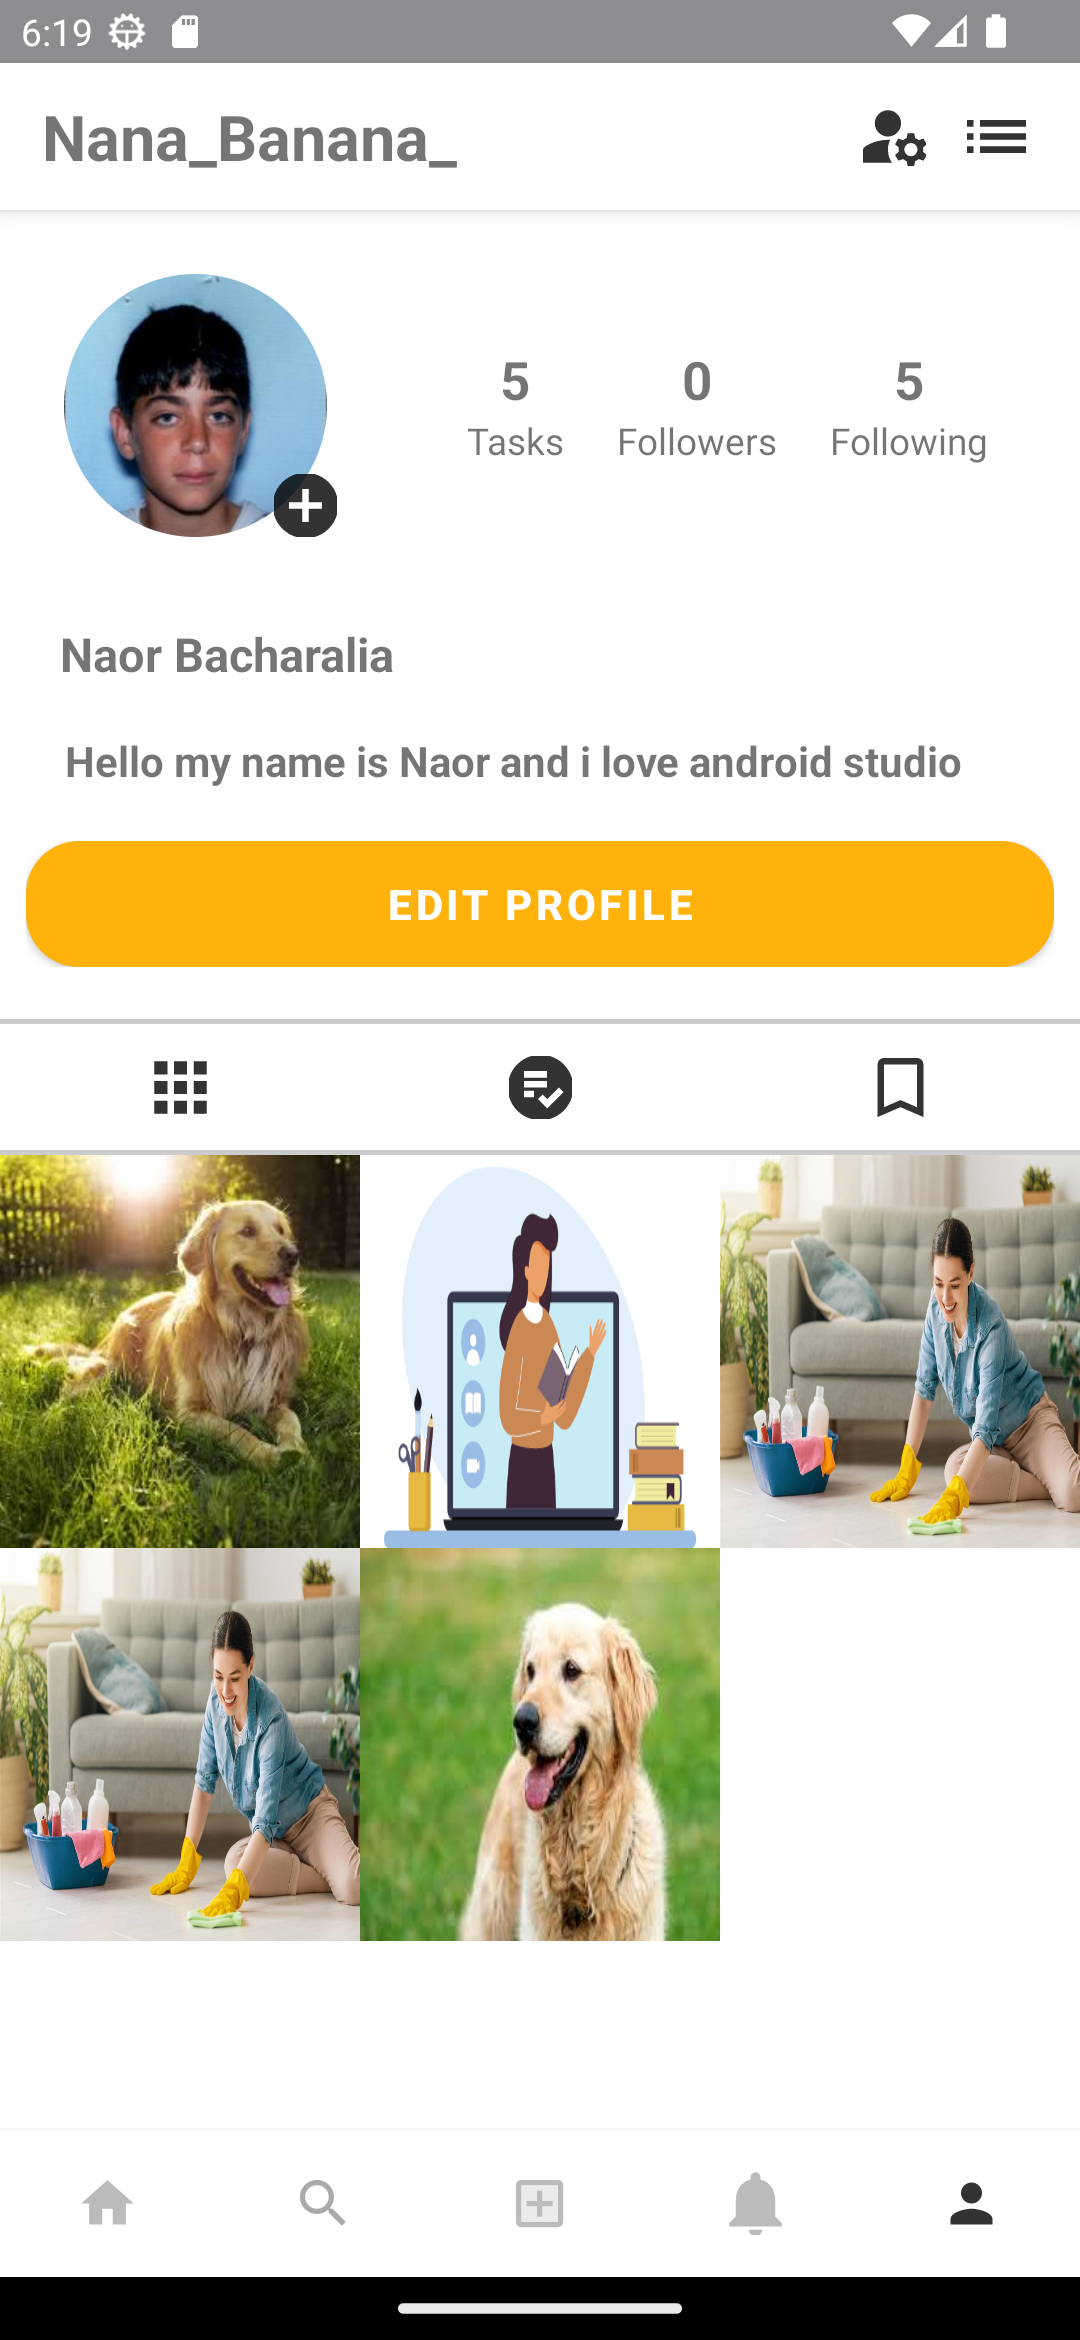 6:19
Nana_Banana_
5 0 5
Tasks Followers Following
Naor Bacharalia
Hello my name is Naor and i love android studio
EDIT PROFILE